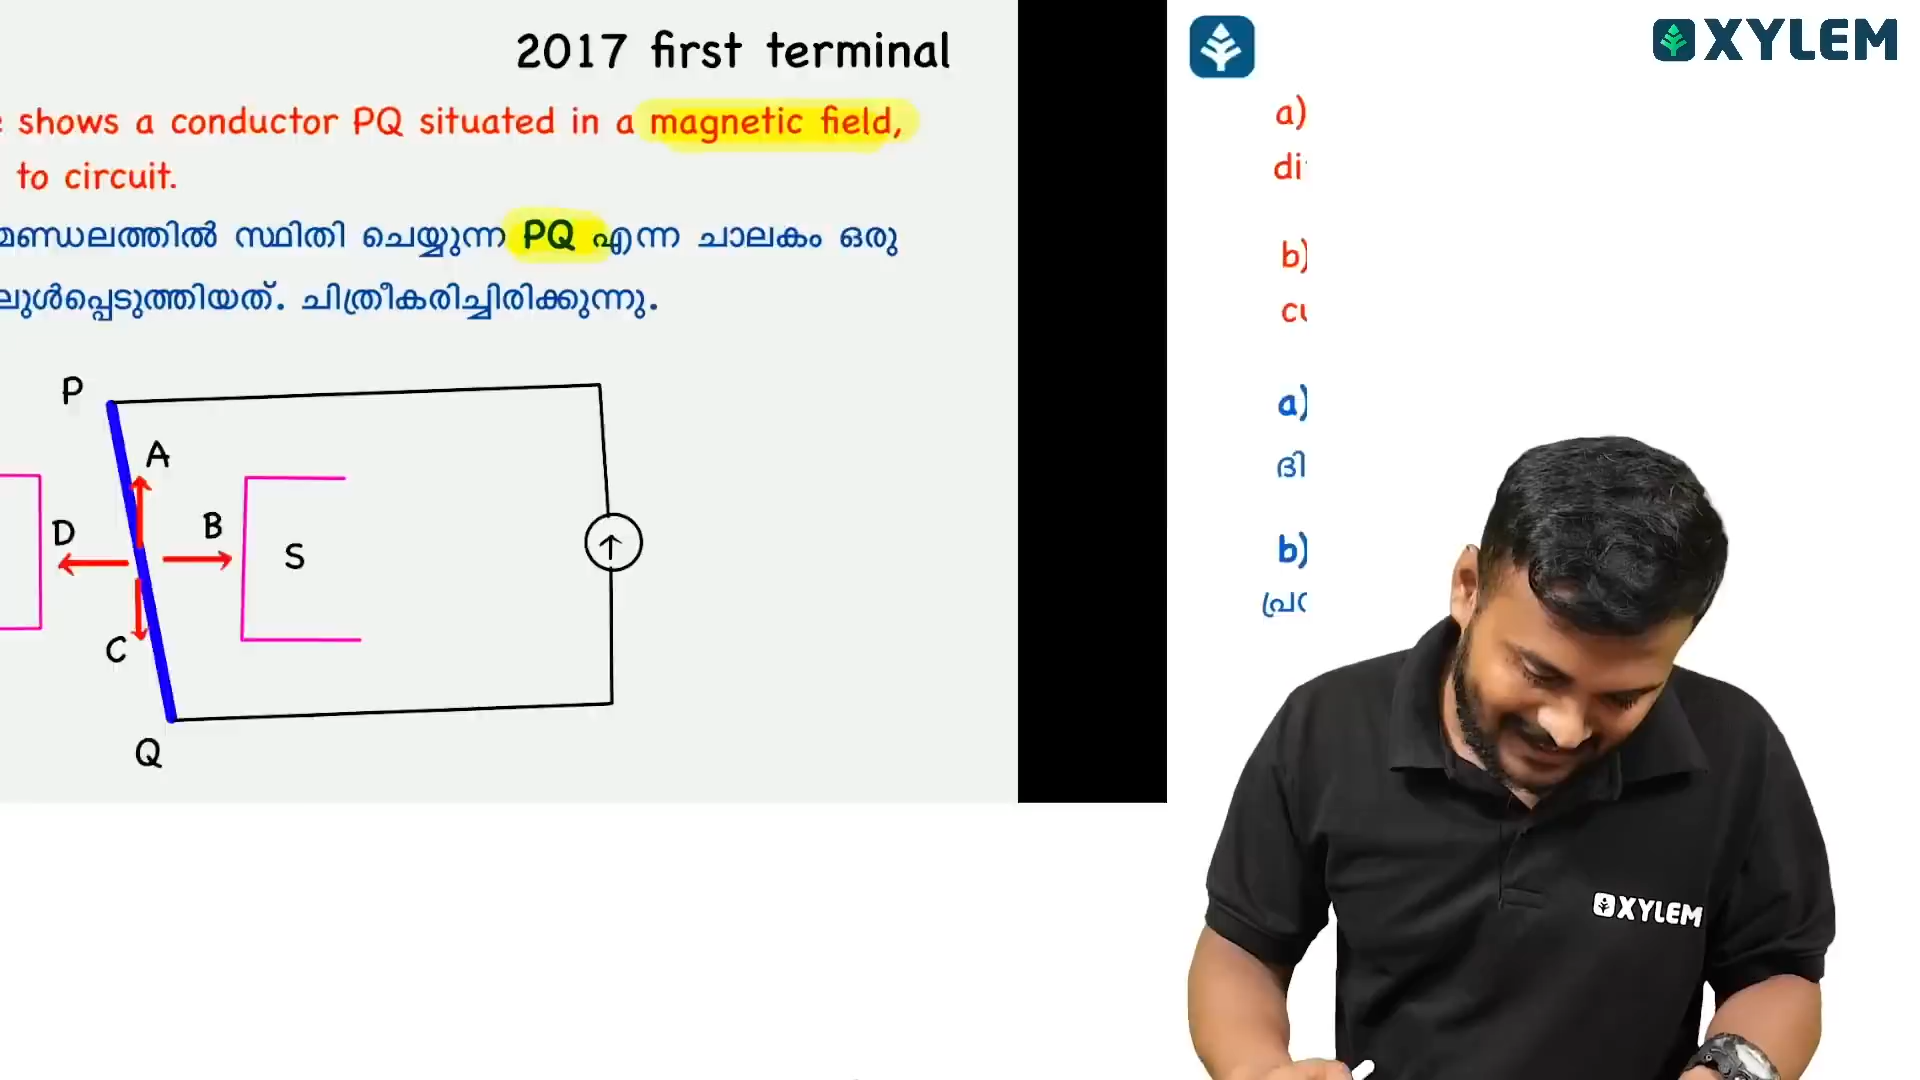 2017 first terminal
shows a conductor PQ situated in a magnetic field,
to circuit.
മണ്ഡലത്തിൽ സ്ഥിതി ചെയ്യുന്ന PQ എന്ന ചാലകം ഒരു
ലുൾപ്പെടുത്തിയത്. ചിത്രീകരിച്ചിരിക്കുന്നു.
P
A
D
B
S
C
Q
XYLEM
a)
b)
a)
b)
XYLEM